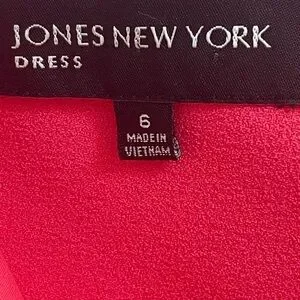 JONES NEW YORK
DRESS
6
MADE IN
VIETNAM